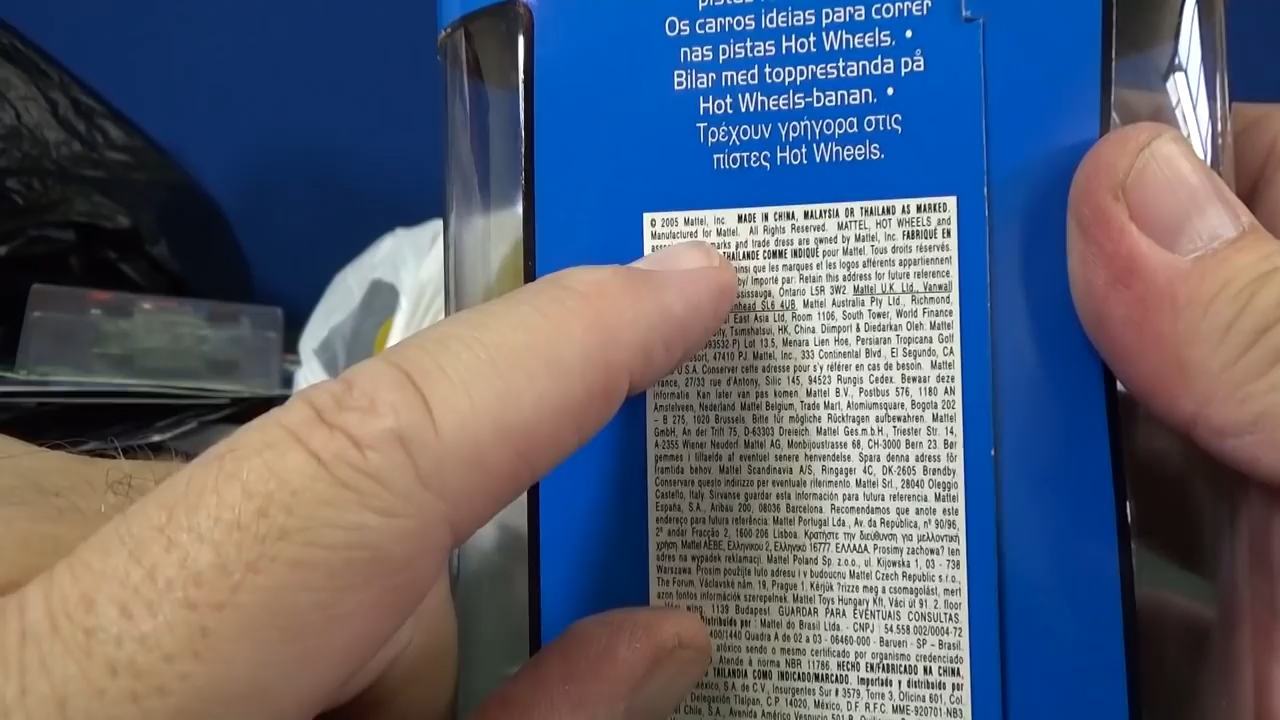 Os carros ideias para correr
nas pistas Hot Wheels. •
Bilar med topprestanda på
Hot Wheels-banan. •
Τρέχουν γρήγορα στις
πίστες Hot Wheels.
© 2005 Mattel, Inc. MADE IN CHINA, MALAYSIA OR THAILAND AS MARKED.
Manufactured for Mattel. All Rights Reserved. MATTEL, HOT WHEELS and
marks and trade dress are owned by Mattel, Inc. FABRIQUÉ EN
THAÏLANDE COMME INDIQUÉ pour Mattel. Tous droits réservés.
ainsi que les marques et les logos afférents appartiennent
by/ Importé par: Retain this address for future reference.
Ontario L5R 3W2. Mattel U.K. Ltd., Vanwall
SL6 4UB. Mattel Australia Pty Ltd., Richmond,
East Asia Ltd, Room 1106, South Tower, World Finance
Tsimshatsui, HK, China. Diimport & Diedarkan Oleh: Mattel
Lot 13.5, Menara Lien Hoe, Persiaran Tropicana Golf
47410 PJ. Mattel, Inc., 333 Continental Blvd., El Segundo, CA
U.S.A. Conserver cette adresse pour s'y référer en cas de besoin. Mattel
France, 27/33 rue d'Antony, Silic 145, 94523 Rungis Cedex. Bewaar deze
informatie. Kan later van pas komen. Mattel B.V., Postbus 576, 1180 AN
Amstelveen, Nederland. Mattel Belgium, Trade Mart, Atomiumsquare, Bogota 202
- B 275, 1020 Brussels. Bitte für mögliche Rückfragen aufbewahren. Mattel
GmbH, An der Trift 75, D-63303 Dreieich. Mattel Ges.m.b.H., Triester Str. 14,
A-2355 Wiener Neudorf. Mattel AG, Monbijoustrasse 68, CH-3000 Bern 23. Bør
gemmes i tilfælde af eventuel senere henvendelse. Spara denna adress för
framtida behov. Mattel Scandinavia A/S, Ringager 4C, DK-2605 Brøndby.
Conservare questo indirizzo per eventuale riferimento. Mattel Srl., 28040 Oleggio
Castello, Italy. Sírvanse guardar esta información para futura referencia. Mattel
España, S.A., Aribau 200, 08036 Barcelona. Recomendamos que anote este
endereço para futura referência: Mattel Portugal Lda., Av. da República, nº 90/96,
2º andar Fracção 2, 1600-206 Lisboa. Κρατήστε την διεύθυνση για μελλοντική
χρήση. Mattel AEBE, Ελληνικού 2, Ελληνικό 16777. ΕΛΛΑΔΑ. Prosimy zachowa? ten
adres na wypadek reklamacji. Mattel Poland Sp. z.o.o., ul. Kijowska 1, 03 - 738
Warszawa. Prosím použijte tuto adresu i v budoucnu Mattel Czech Republic s.r.o.,
The Forum, Václavské nám. 19, Prague 1. Kérjük ?rizze meg a csomagolást, mert
azon fontos információk szerepelnek. Mattel Toys Hungary Kft, Váci út 91. 2. floor
wing, 1139 Budapest. GUARDAR PARA EVENTUAIS CONSULTAS.
Distribuido por : Mattel do Brasil Ltda. - CNPJ : 54.558.002/0004-72
1440 Quadra A de 02 a 03 - 06460-000 - Barueri - SP - Brasil.
atóxico sendo o mesmo certificado por organismo credenciado
Atende à norma NBR 11786. HECHO EN/FABRICADO NA CHINA,
TAILANDIA COMO INDICADO/MARCADO. Importado y distribuido por
México, S.A. de C.V., Insurgentes Sur # 3579, Torre 3, Oficina 601, Col.
Delegación Tlalpan, C.P. 14020, México, D.F. R.F.C. MME-920701-NB3
Chile, S.A., Avenida Américo Vespucio 501-B